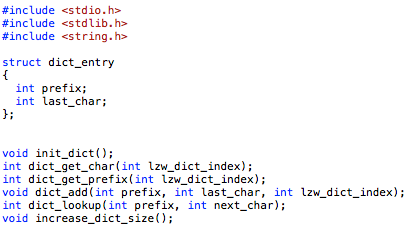 #include <stdio.h>
#include <stdlib.h>
#include <string.h>

struct dict_entry
{
  int prefix;
  int last_char;
};


void init_dict();
int dict_get_char(int lzw_dict_index);
int dict_get_prefix(int lzw_dict_index);
void dict_add(int prefix, int last_char, int lzw_dict_index);
int dict_lookup(int prefix, int next_char);
void increase_dict_size();